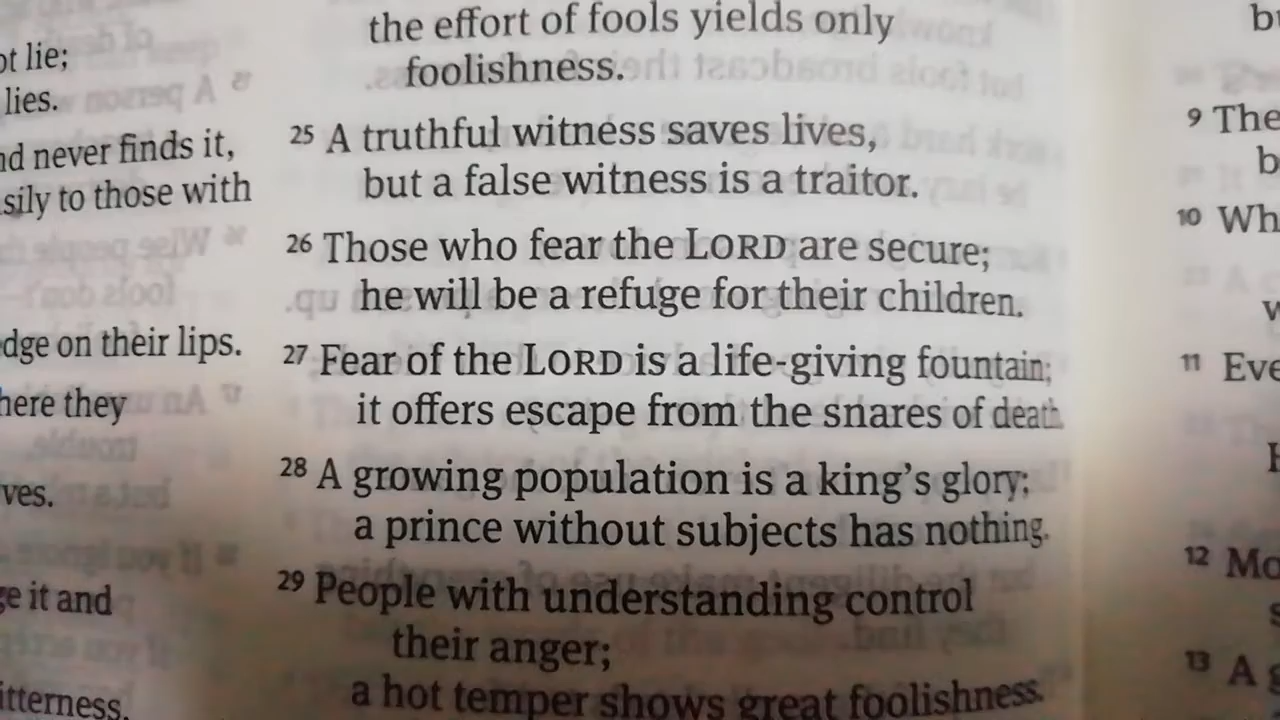 ot lie;
lies.
nd never finds it,
sily to those with
dge on their lips.
here they
ves.
ge it and
itterness,
the effort of fools yields only
foolishness.
25 A truthful witness saves lives,
but a false witness is a traitor.
26 Those who fear the LORD are secure;
he will be a refuge for their children.
27 Fear of the LORD is a life-giving fountain;
it offers escape from the snares of death.
28 A growing population is a king’s glory;
a prince without subjects has nothing.
29 People with understanding control
their anger;
a hot temper shows great foolishness.
9 The
b
10 Wh
w
11 Eve
12 Mo
s
13 A g